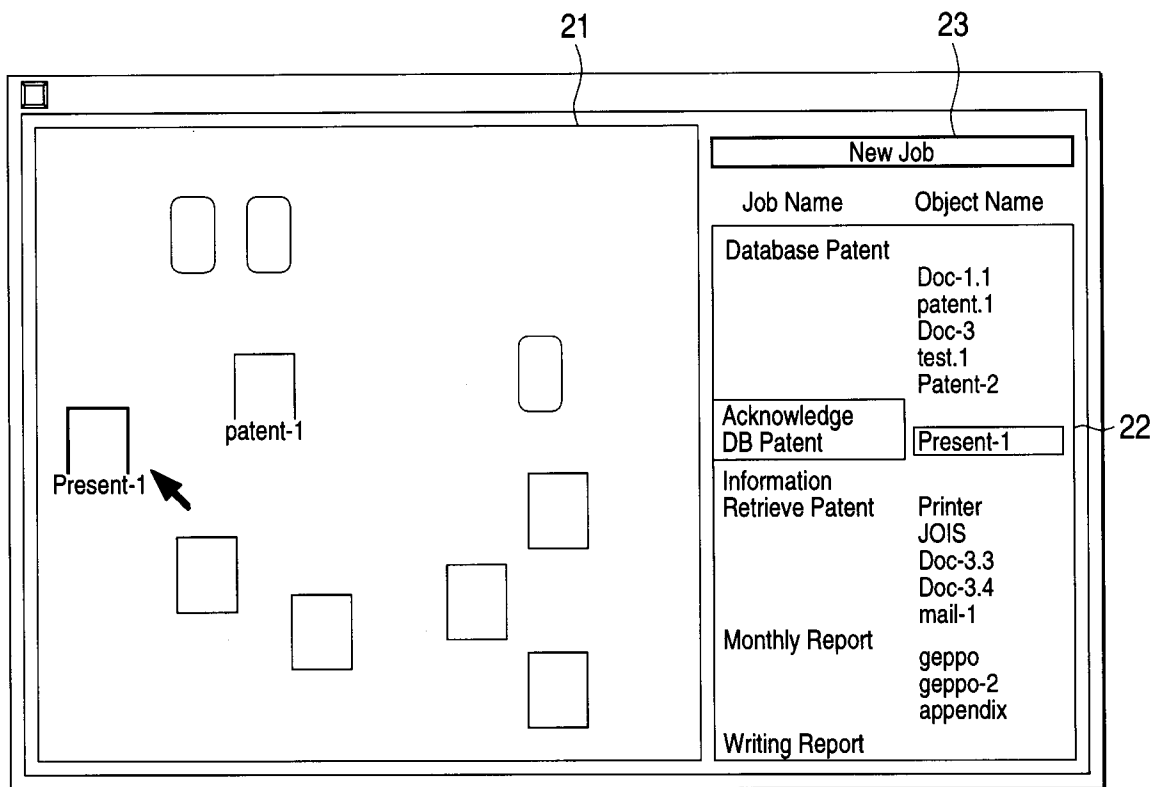 21
23
New Job
Job Name Object Name
Database Patent
Doc-1.1
patent.1
Doc-3
test.1
Patent-2
Acknowledge
DB Patent Present-1
22
Information
Retrieve Patent Printer
JOIS
Doc-3.3
Doc-3.4
mail-1
Monthly Report
geppo
geppo-2
appendix
Writing Report
patent-1
Present-1